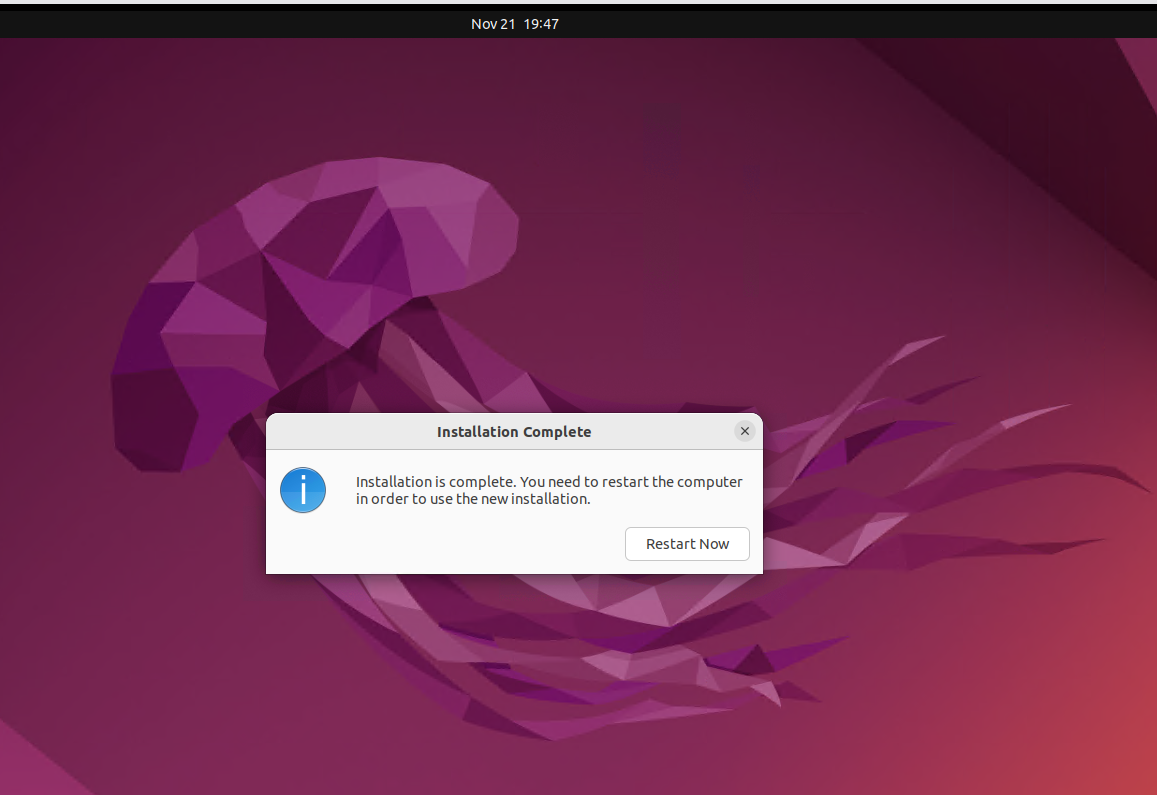 Nov 21 19:47
Installation Complete
Installation is complete. You need to restart the computer
in order to use the new installation.
Restart Now